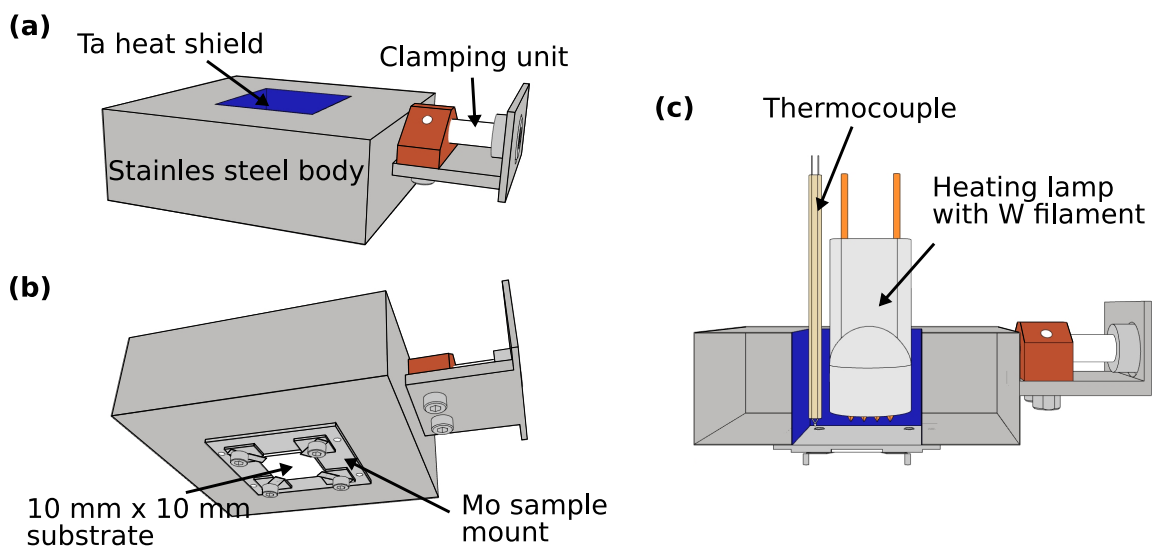 (a)
Ta heat shield
Clamping unit
Stainles steel body
(b)
10 mm x 10 mm
substrate
Mo sample
mount
(c)
Thermocouple
Heating lamp
with W filament